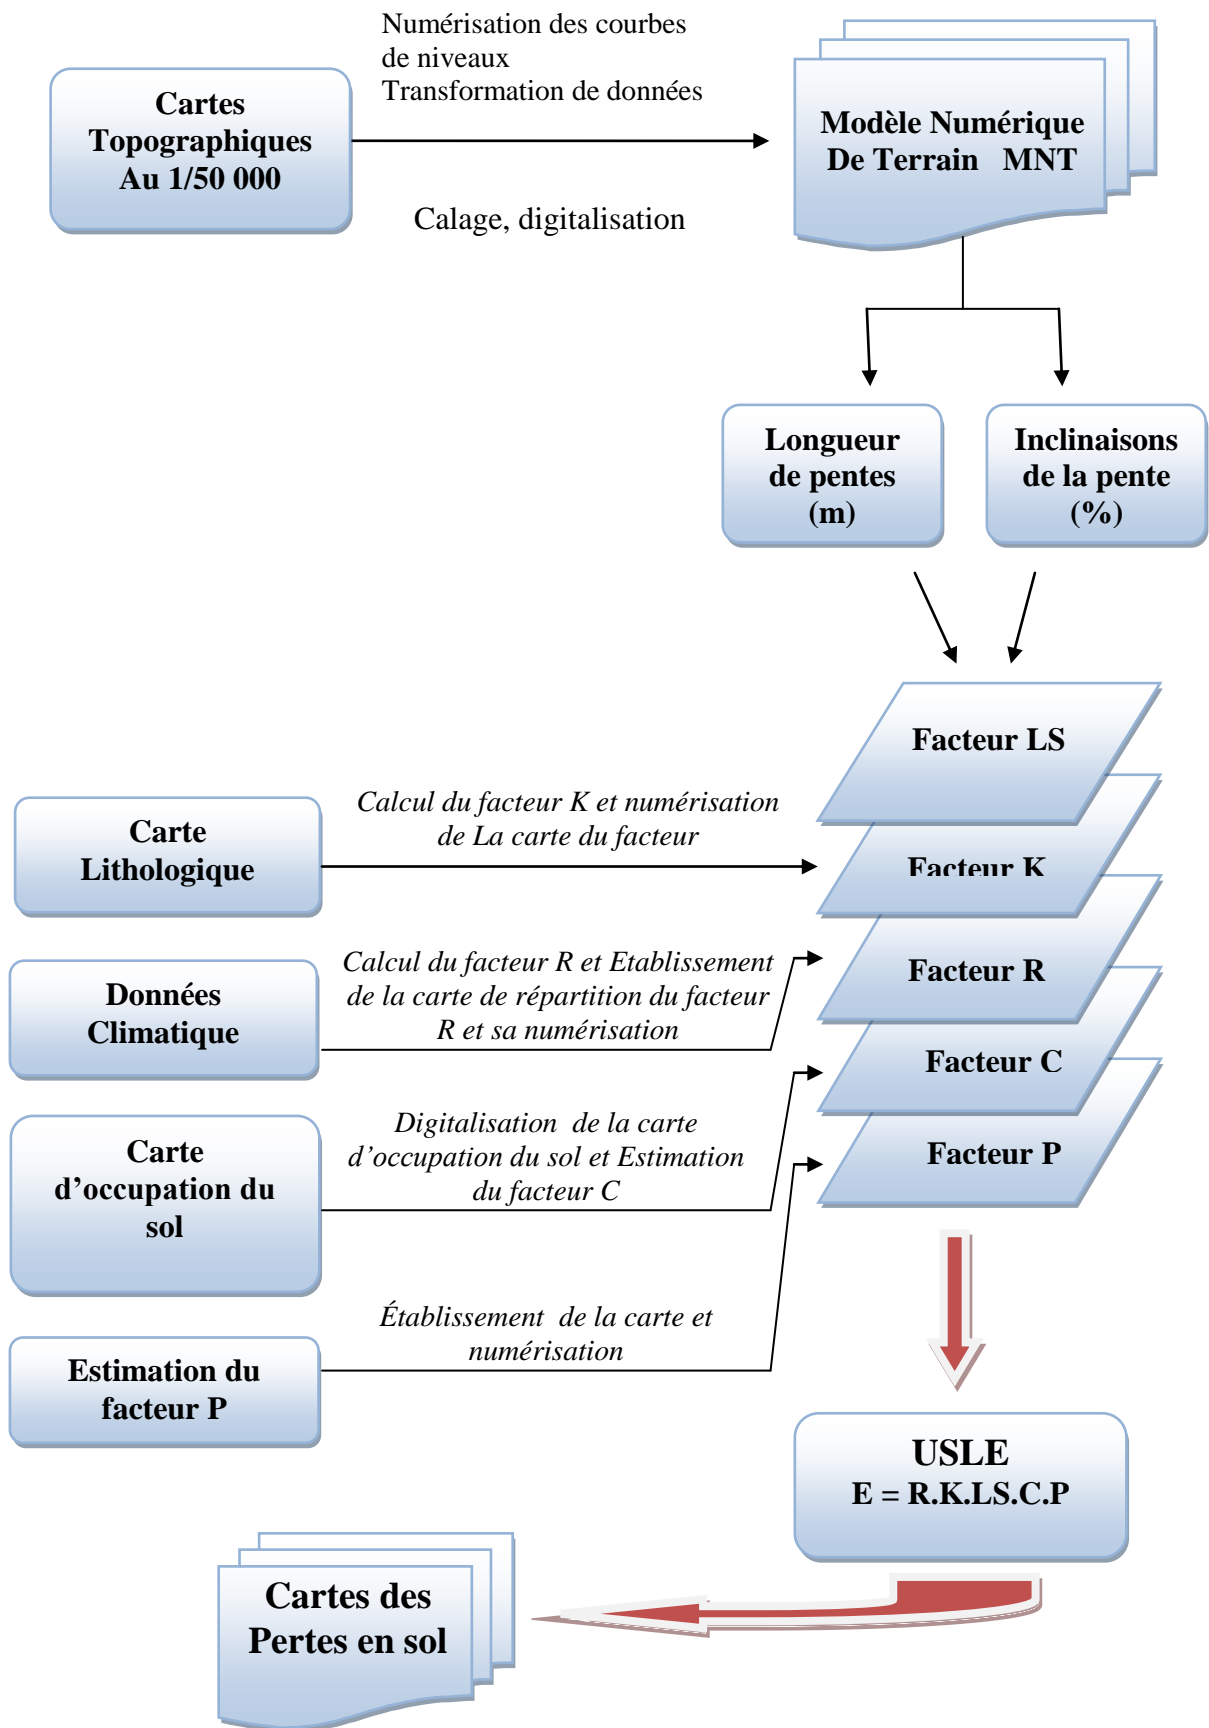 Numérisation des courbes
de niveaux
Transformation de données
Cartes
Topographiques
Au 1/50 000
Modèle Numérique
De Terrain MNT
Calage, digitalisation
Longueur
de pentes
(m)
Inclinaisons
de la pente
(%)
Facteur LS
Calcul du facteur K et numérisation
de La carte du facteur
Carte
Lithologique
Facteur K
Calcul du facteur R et Etablissement
de la carte de répartition du facteur
R et sa numérisation
Données
Climatique
Facteur R
Facteur C
Digitalisation de la carte
d’occupation du sol et Estimation
du facteur C
Carte
d’occupation du
sol
Facteur P
Établissement de la carte et
numérisation
Estimation du
facteur P
USLE
E = R.K.LS.C.P
Cartes des
Pertes en sol